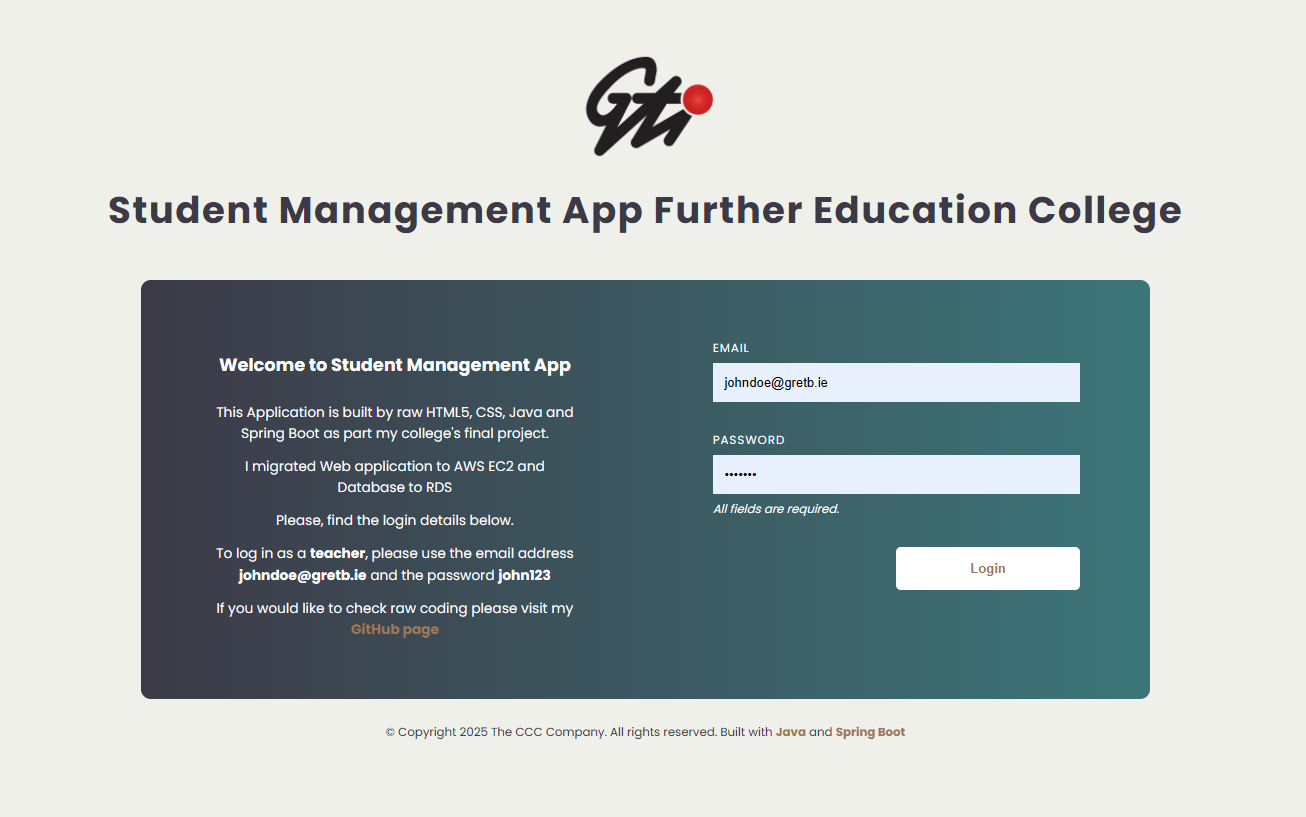 Gti
Student Management App Further Education College
Welcome to Student Management App
This Application is built by raw HTML5, CSS, Java and
Spring Boot as part my college's final project.
I migrated Web application to AWS EC2 and
Database to RDS
Please, find the login details below.
To log in as a teacher, please use the email address
johndoe@gretb.ie and the password john123
If you would like to check raw coding please visit my
GitHub page
EMAIL
johndoe@gretb.ie
PASSWORD
•••••••
All fields are required.
Login
© Copyright 2025 The CCC Company. All rights reserved. Built with Java and Spring Boot